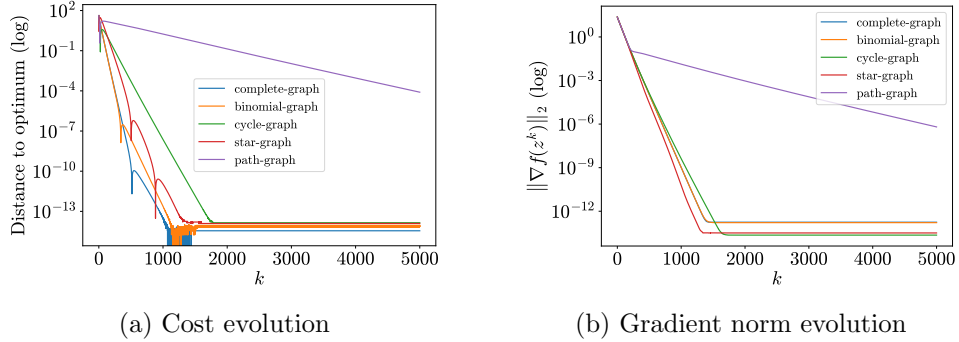 10^2
10^{-1}
10^{-4}
10^{-7}
10^{-10}
10^{-13}
Distance to optimum (log)
complete-graph
binomial-graph
cycle-graph
star-graph
path-graph
0 1000 2000 3000 4000 5000
k
(a) Cost evolution
10^0
10^{-3}
10^{-6}
10^{-9}
10^{-12}
‖∇f(z^k)‖_2 (log)
complete-graph
binomial-graph
cycle-graph
star-graph
path-graph
0 1000 2000 3000 4000 5000
k
(b) Gradient norm evolution